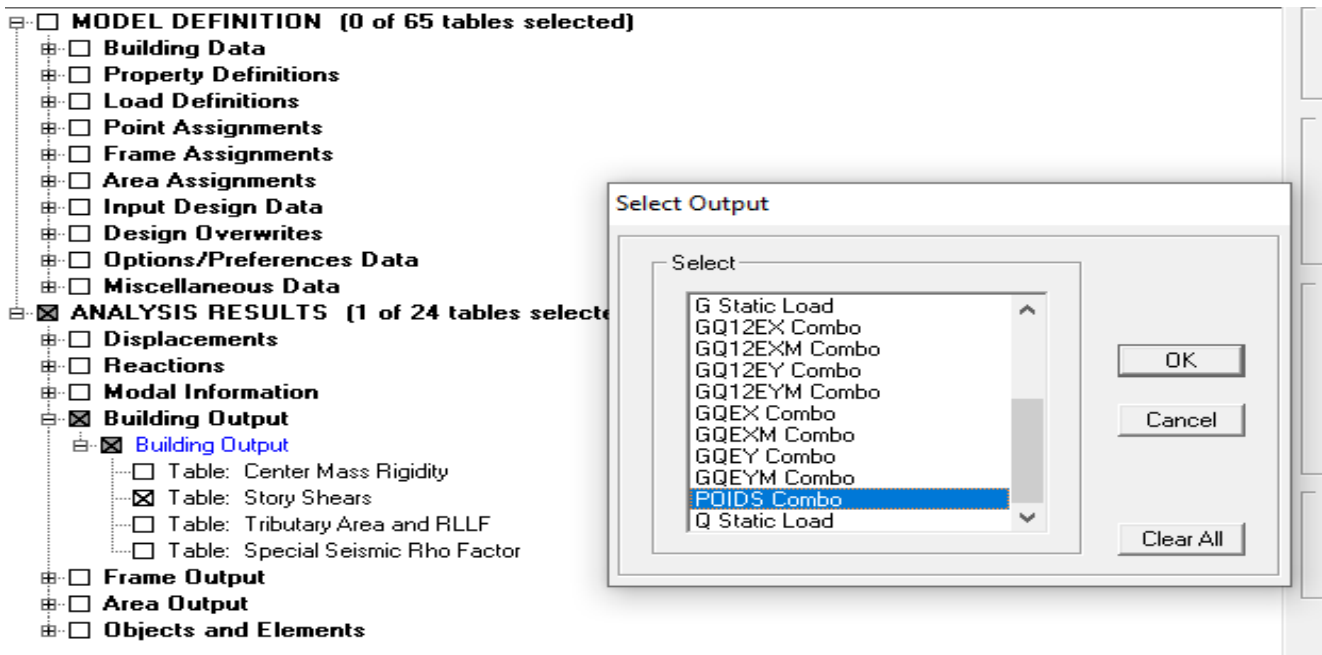 MODEL DEFINITION (0 of 65 tables selected)
Building Data
Property Definitions
Load Definitions
Point Assignments
Frame Assignments
Area Assignments
Input Design Data
Design Overwrites
Options/Preferences Data
Miscellaneous Data
ANALYSIS RESULTS (1 of 24 tables selecte
Displacements
Reactions
Modal Information
Building Output
Building Output
Table: Center Mass Rigidity
Table: Story Shears
Table: Tributary Area and RLLF
Table: Special Seismic Rho Factor
Frame Output
Area Output
Objects and Elements
Select Output
Select
G Static Load
GQ12EX Combo
GQ12EXM Combo
GQ12EY Combo
GQ12EYM Combo
GQEX Combo
GQEXM Combo
GQEY Combo
GQEYM Combo
POIDS Combo
Q Static Load
OK
Cancel
Clear All